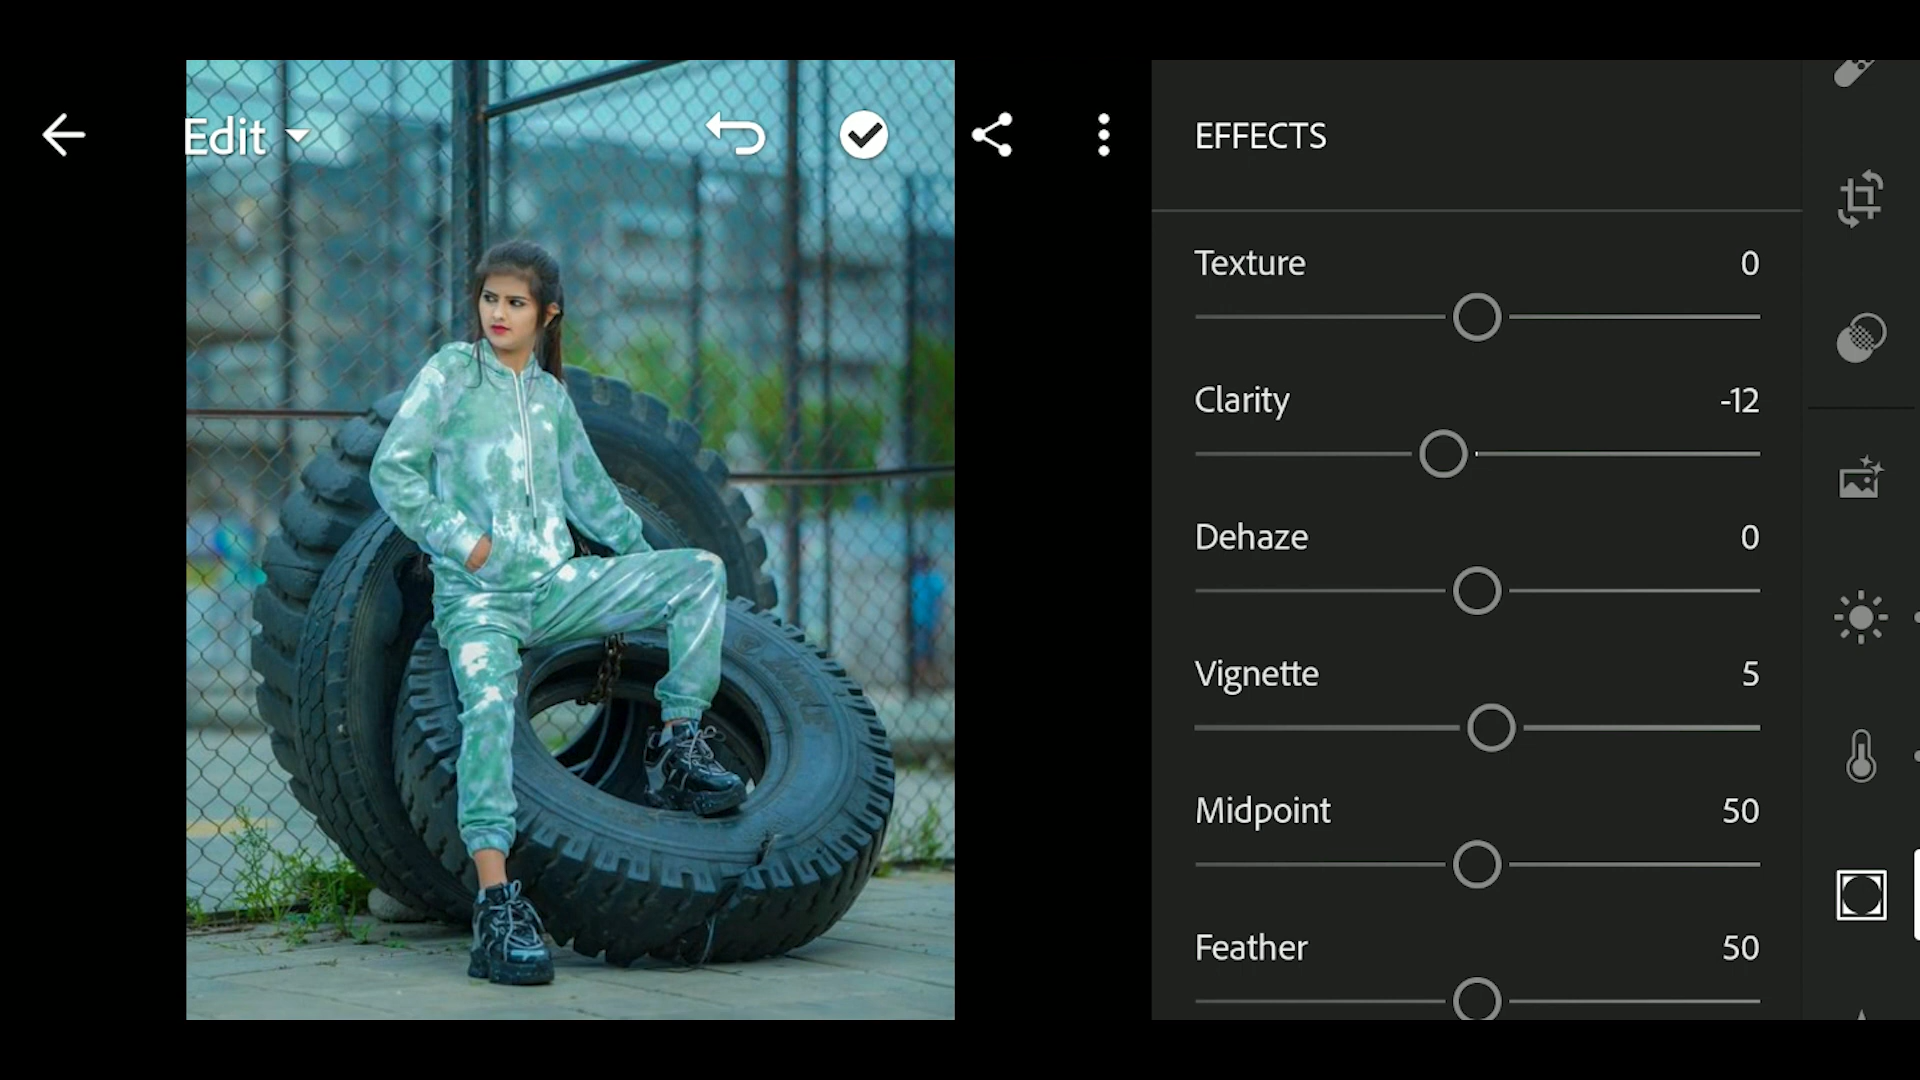 Edit
EFFECTS
Texture 0
Clarity -12
Dehaze 0
Vignette 5
Midpoint 50
Feather 50